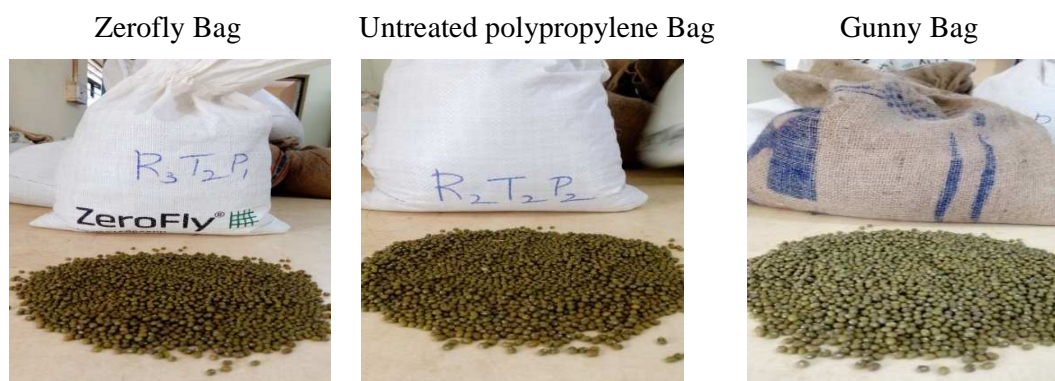 Zerofly Bag
Untreated polypropylene Bag
Gunny Bag
R₃T₂P₁
ZeroFly®
R₂T₂P₂